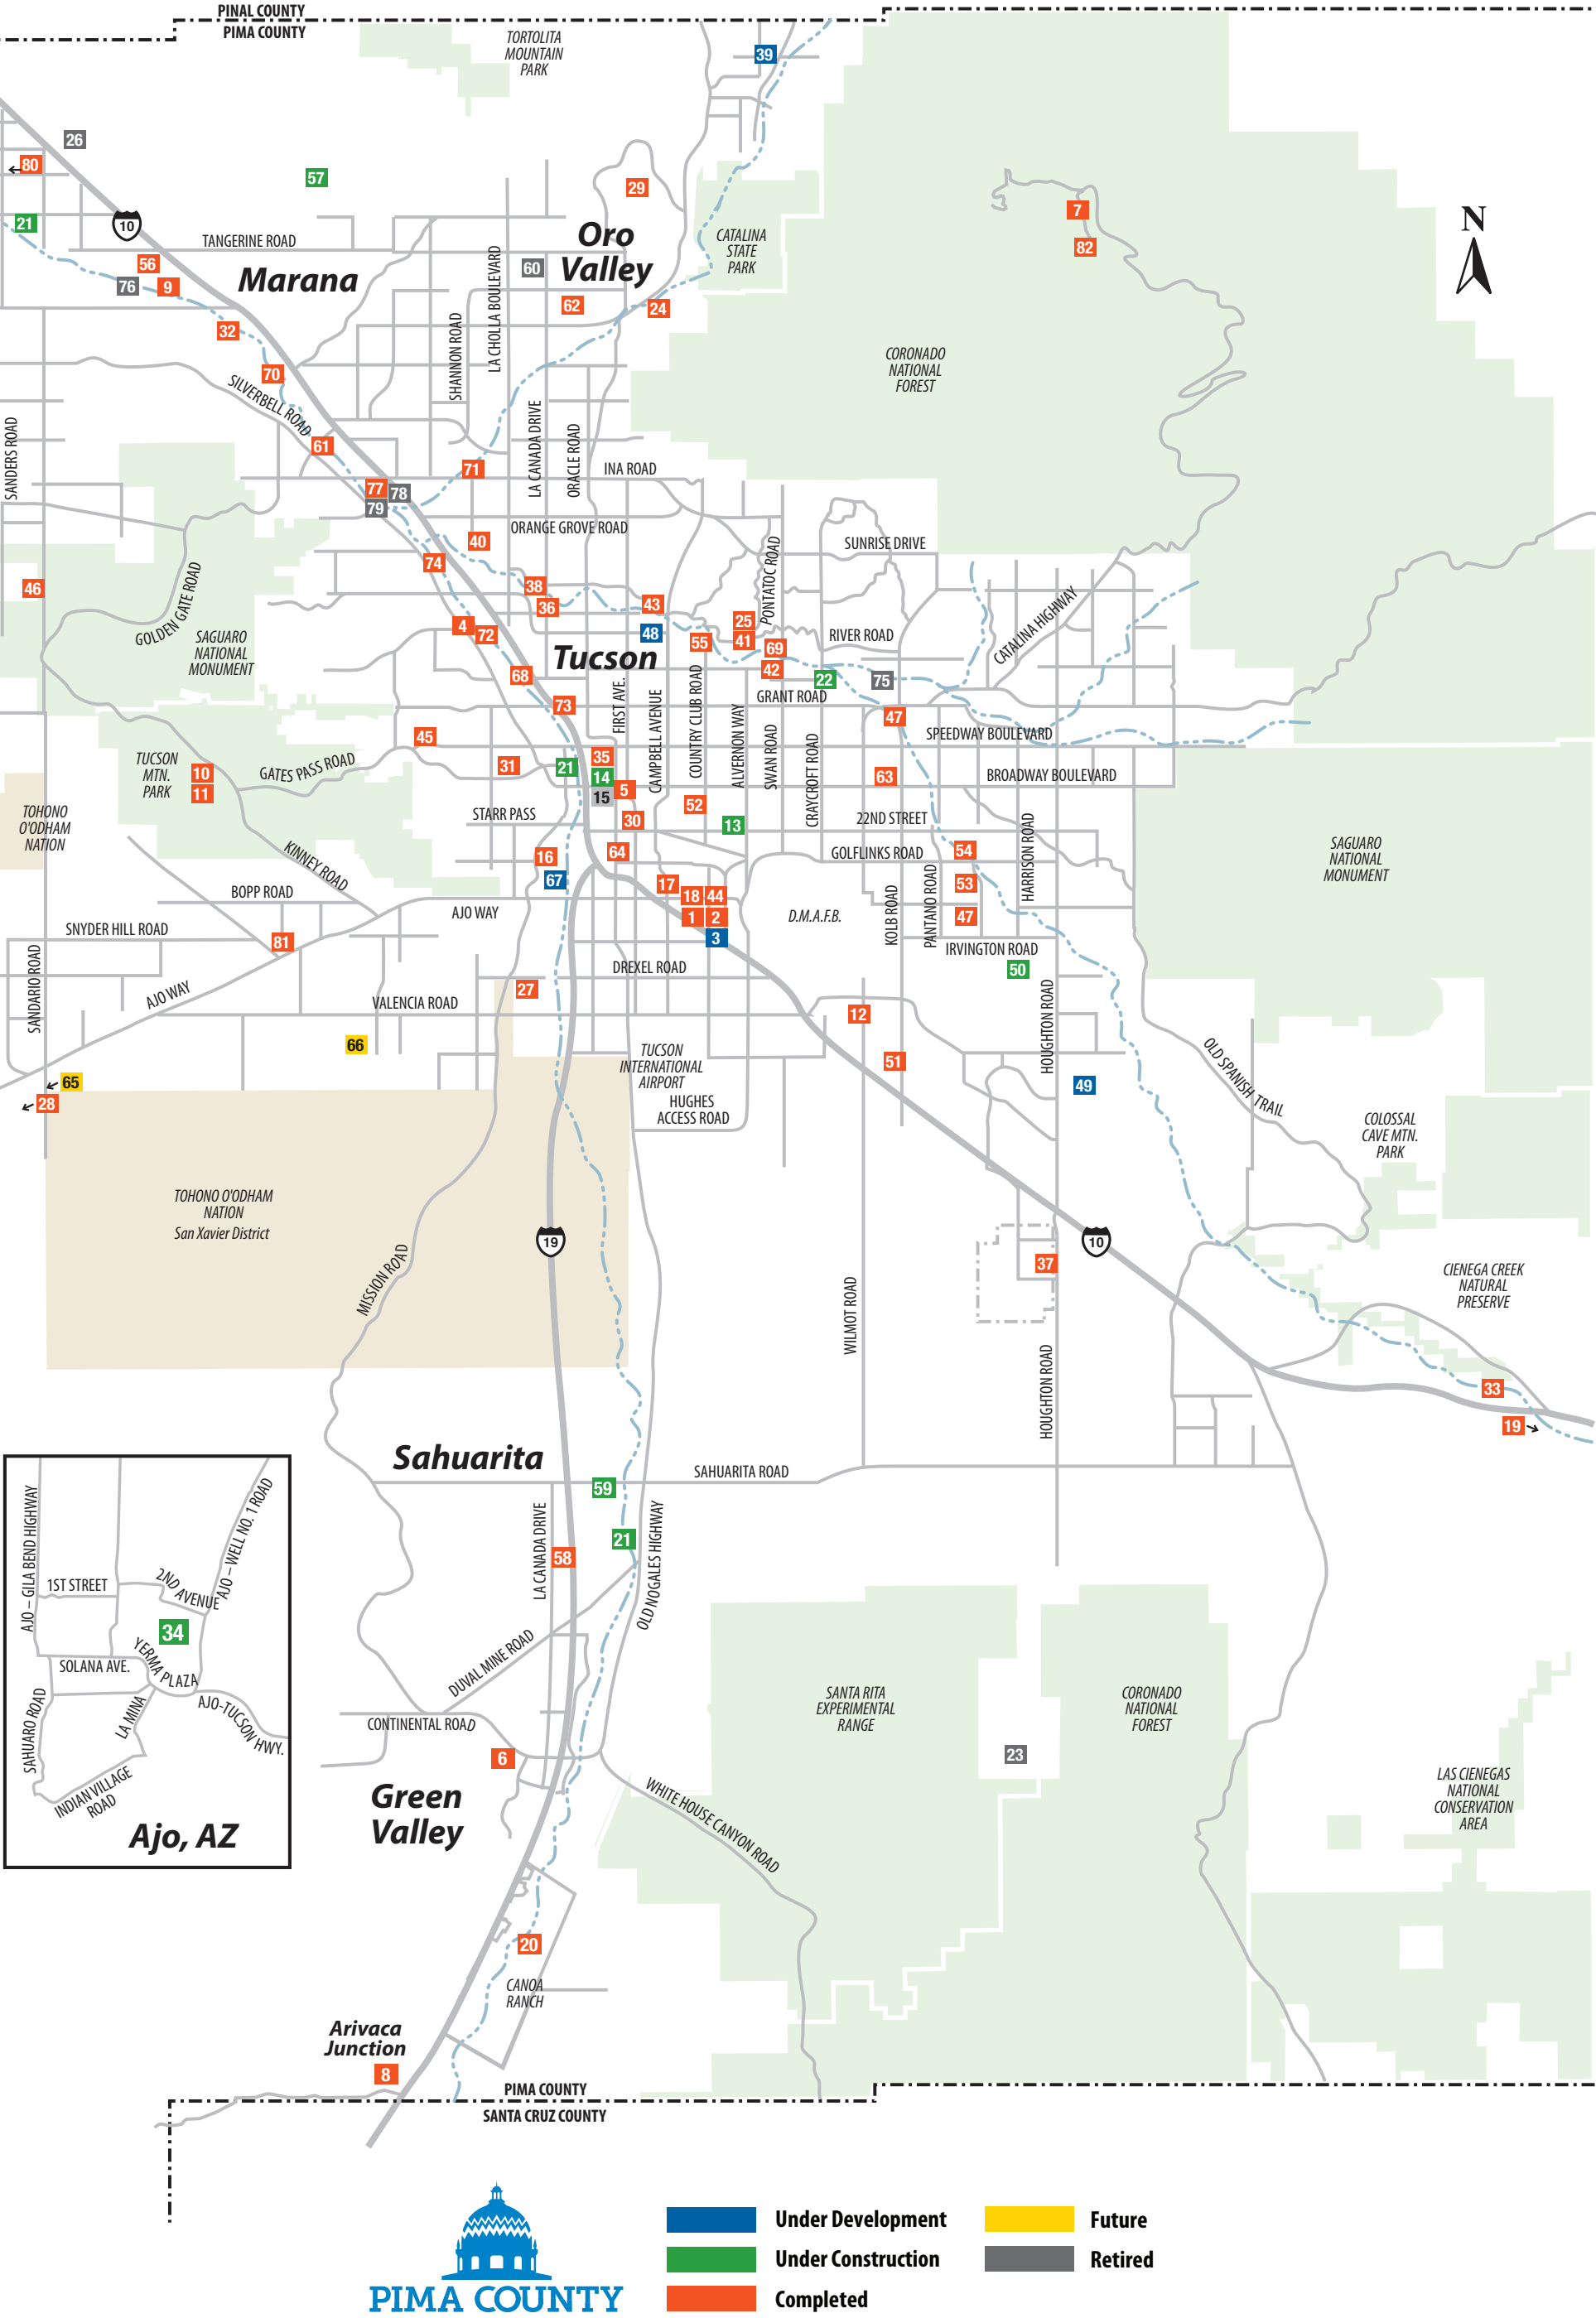 PINAL COUNTY
PIMA COUNTY
TORTOLITA
MOUNTAIN
PARK
39
26
80
57
29
7
82
N
21
10
TANGERINE ROAD
Oro
Valley
CATALINA
STATE
PARK
56
76
9
Marana
60
62
24
LA CHOLLA BOULEVARD
SHANNON ROAD
32
70
CORONADO
NATIONAL
FOREST
SILVERBELL ROAD
61
SANDERS ROAD
LA CANADA DRIVE
ORACLE ROAD
71
INA ROAD
77
78
79
ORANGE GROVE ROAD
40
SUNRISE DRIVE
74
PONTATOC ROAD
46
38
36
43
GOLDEN GATE ROAD
SAGUARO
NATIONAL
MONUMENT
4
72
48
25
41
55
69
42
RIVER ROAD
CATALINA HIGHWAY
Tucson
68
22
75
73
FIRST AVE.
CAMPBELL AVENUE
COUNTRY CLUB ROAD
GRANT ROAD
47
ALVERNON WAY
SWAN ROAD
CRAYCROFT ROAD
SPEEDWAY BOULEVARD
45
TUCSON
MTN.
PARK
10
11
GATES PASS ROAD
31
21
35
14
15
5
63
BROADWAY BOULEVARD
TOHONO
O'ODHAM
NATION
STARR PASS
52
30
13
22ND STREET
KINNEY ROAD
16
64
GOLFLINKS ROAD
54
HARRISON ROAD
SAGUARO
NATIONAL
MONUMENT
67
17
53
BOPP ROAD
18
44
AJO WAY
1
2
D.M.A.F.B.
KOLB ROAD
PANTANO ROAD
47
SNYDER HILL ROAD
81
3
IRVINGTON ROAD
SANDARIO ROAD
AJO WAY
DREXEL ROAD
50
27
VALENCIA ROAD
12
HOUGHTON ROAD
66
TUCSON
INTERNATIONAL
AIRPORT
51
OLD SPANISH TRAIL
65
28
49
HUGHES
ACCESS ROAD
COLOSSAL
CAVE MTN.
PARK
TOHONO O'ODHAM
NATION
San Xavier District
19
10
MISSION ROAD
37
CIENEGA CREEK
NATURAL
PRESERVE
WILMOT ROAD
HOUGHTON ROAD
33
19
Sahuarita
SAHUARITA ROAD
59
21
LA CANADA DRIVE
58
OLD NOGALES HIGHWAY
AJO – GILA BEND HIGHWAY
1ST STREET
2ND AVENUE
AJO – WELL NO. 1 ROAD
34
YERMA PLAZA
SOLANA AVE.
SAHUARO ROAD
LA MINA
AJO-TUCSON HWY.
INDIAN VILLAGE
ROAD
Ajo, AZ
DUVAL MINE ROAD
CONTINENTAL ROAD
6
Green
Valley
WHITE HOUSE CANYON ROAD
SANTA RITA
EXPERIMENTAL
RANGE
CORONADO
NATIONAL
FOREST
23
LAS CIENEGAS
NATIONAL
CONSERVATION
AREA
20
CANOA
RANCH
Arivaca
Junction
8
PIMA COUNTY
SANTA CRUZ COUNTY
PIMA COUNTY
Under Development
Under Construction
Completed
Future
Retired